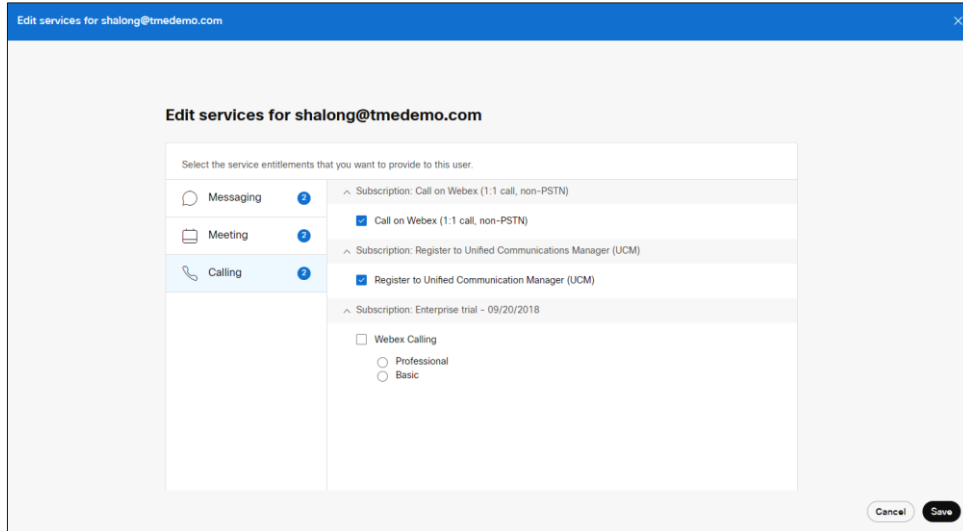 Edit services for shalong@tmedemo.com
Edit services for shalong@tmedemo.com
Select the service entitlements that you want to provide to this user.
Messaging 2
Meeting 2
Calling 2
Subscription: Call on Webex (1:1 call, non-PSTN)
Call on Webex (1:1 call, non-PSTN)
Subscription: Register to Unified Communications Manager (UCM)
Register to Unified Communication Manager (UCM)
Subscription: Enterprise trial - 09/20/2018
Webex Calling
Professional
Basic
Cancel
Save